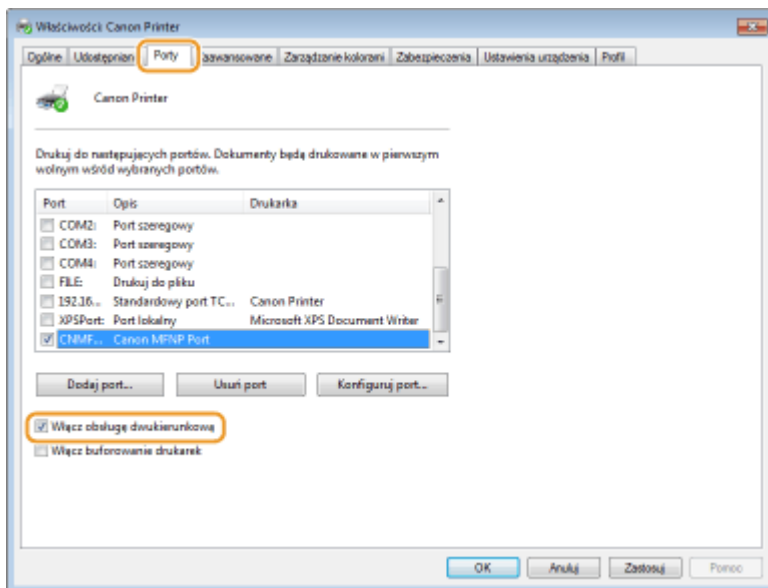 Właściwości: Canon Printer
Ogólne Udostępnian Porty aawansowane Zarządzanie kolorami Zabezpieczenia Ustawienia urządzenia Profil
Canon Printer
Drukuj do następujących portów. Dokumenty będą drukowane w pierwszym
wolnym wśród wybranych portów.
Port Opis Drukarka
COM2: Port szeregowy
COM3: Port szeregowy
COM4: Port szeregowy
FILE: Drukuj do pliku
192.16... Standardowy port TC... Canon Printer
XPSPort: Port lokalny Microsoft XPS Document Writer
CNMF... Canon MFNP Port
Dodaj port... Usuń port Konfiguruj port...
Włącz obsługę dwukierunkową
Włącz buforowanie drukarek
OK Anuluj Zastosuj Pomoc